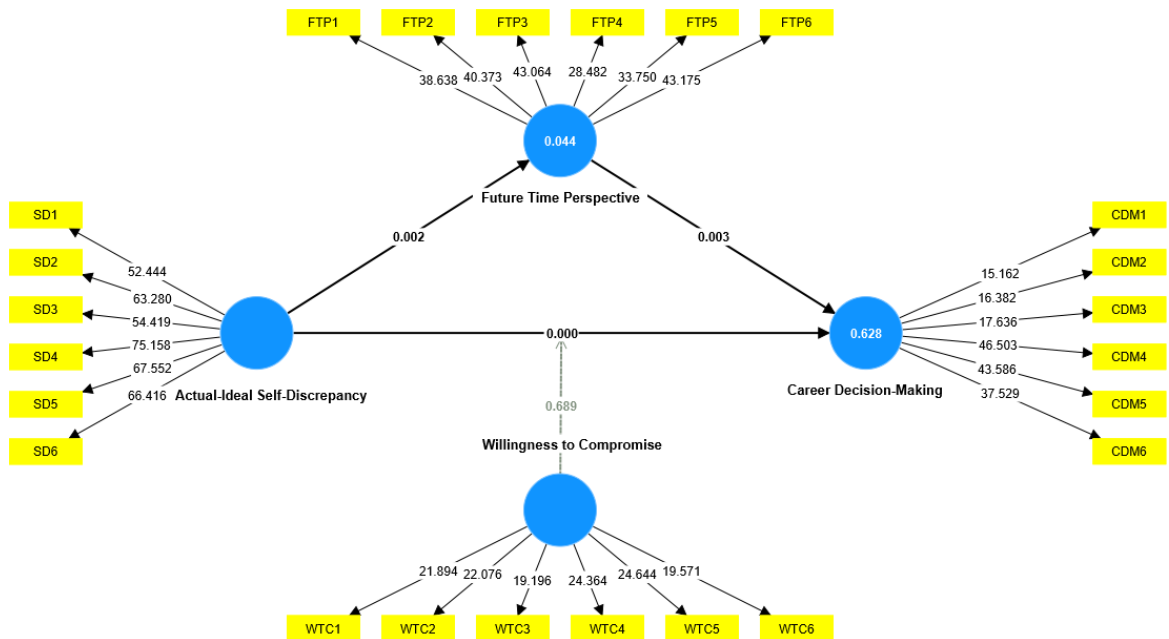 FTP1 FTP2 FTP3 FTP4 FTP5 FTP6
38.638 40.373 43.064 28.482 33.750 43.175
0.044
Future Time Perspective
SD1
SD2
SD3
SD4
SD5
SD6
52.444
63.280
54.419
75.158
67.552
66.416
Actual-Ideal Self-Discrepancy
0.002
0.003
0.000
0.689
0.628
Career Decision-Making
15.162
16.382
17.636
46.503
43.586
37.529
CDM1
CDM2
CDM3
CDM4
CDM5
CDM6
Willingness to Compromise
21.894 22.076 19.196 24.364 24.644 19.571
WTC1 WTC2 WTC3 WTC4 WTC5 WTC6